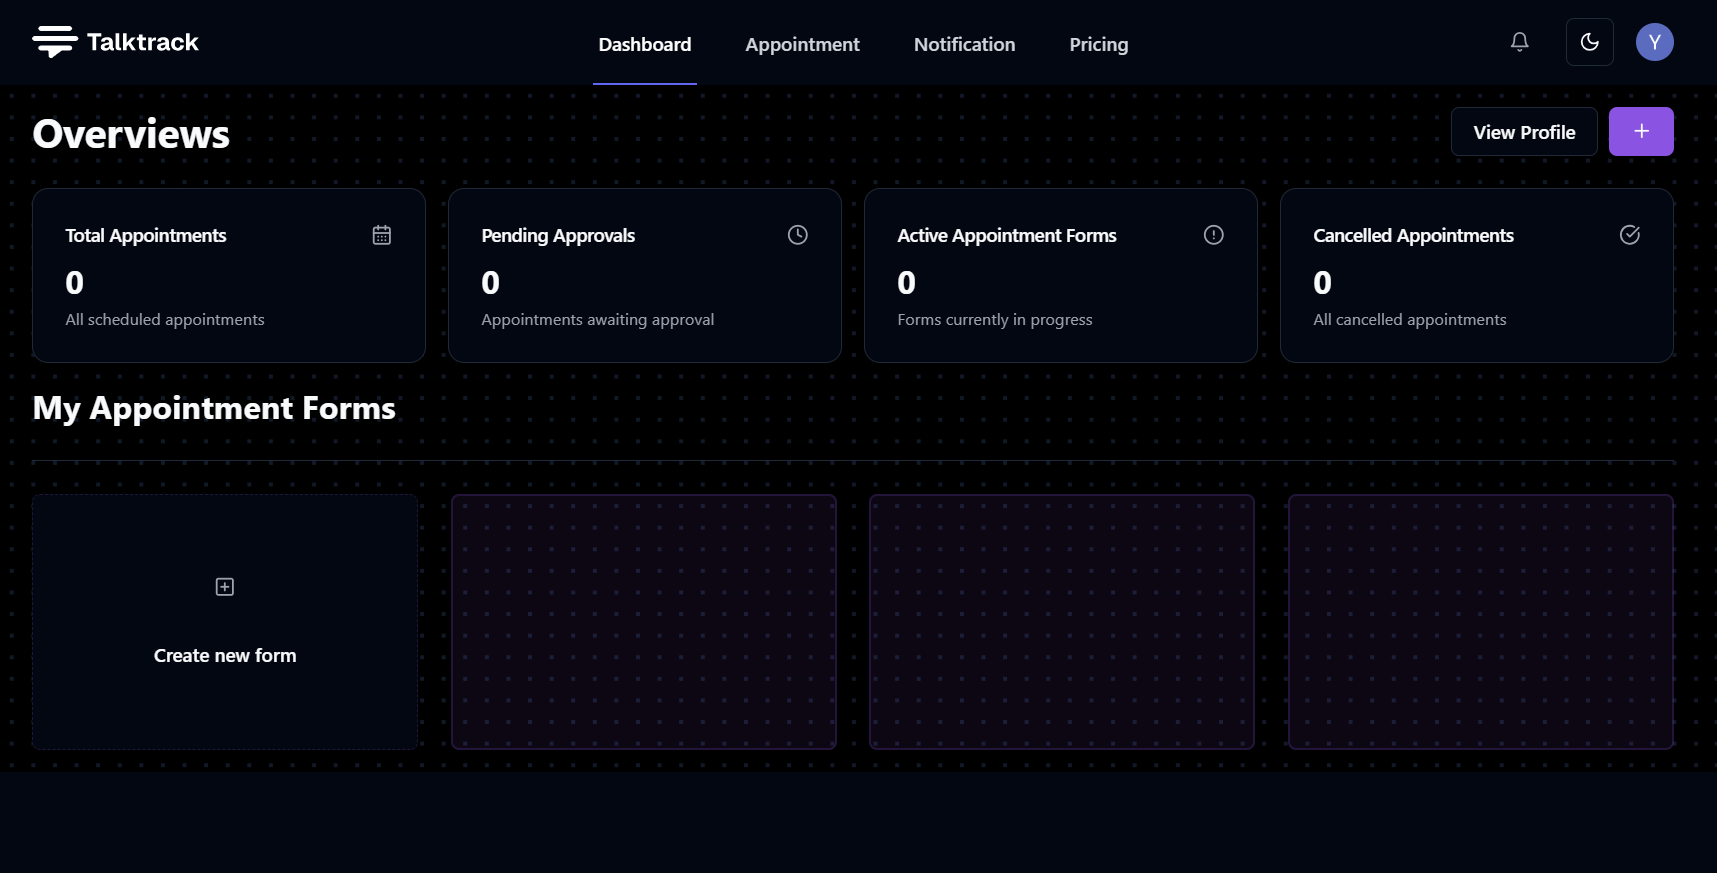 Talktrack
Dashboard
Appointment
Notification
Pricing
Y
Overviews
View Profile
+
Total Appointments
0
All scheduled appointments
Pending Approvals
0
Appointments awaiting approval
Active Appointment Forms
0
Forms currently in progress
Cancelled Appointments
0
All cancelled appointments
My Appointment Forms
Create new form